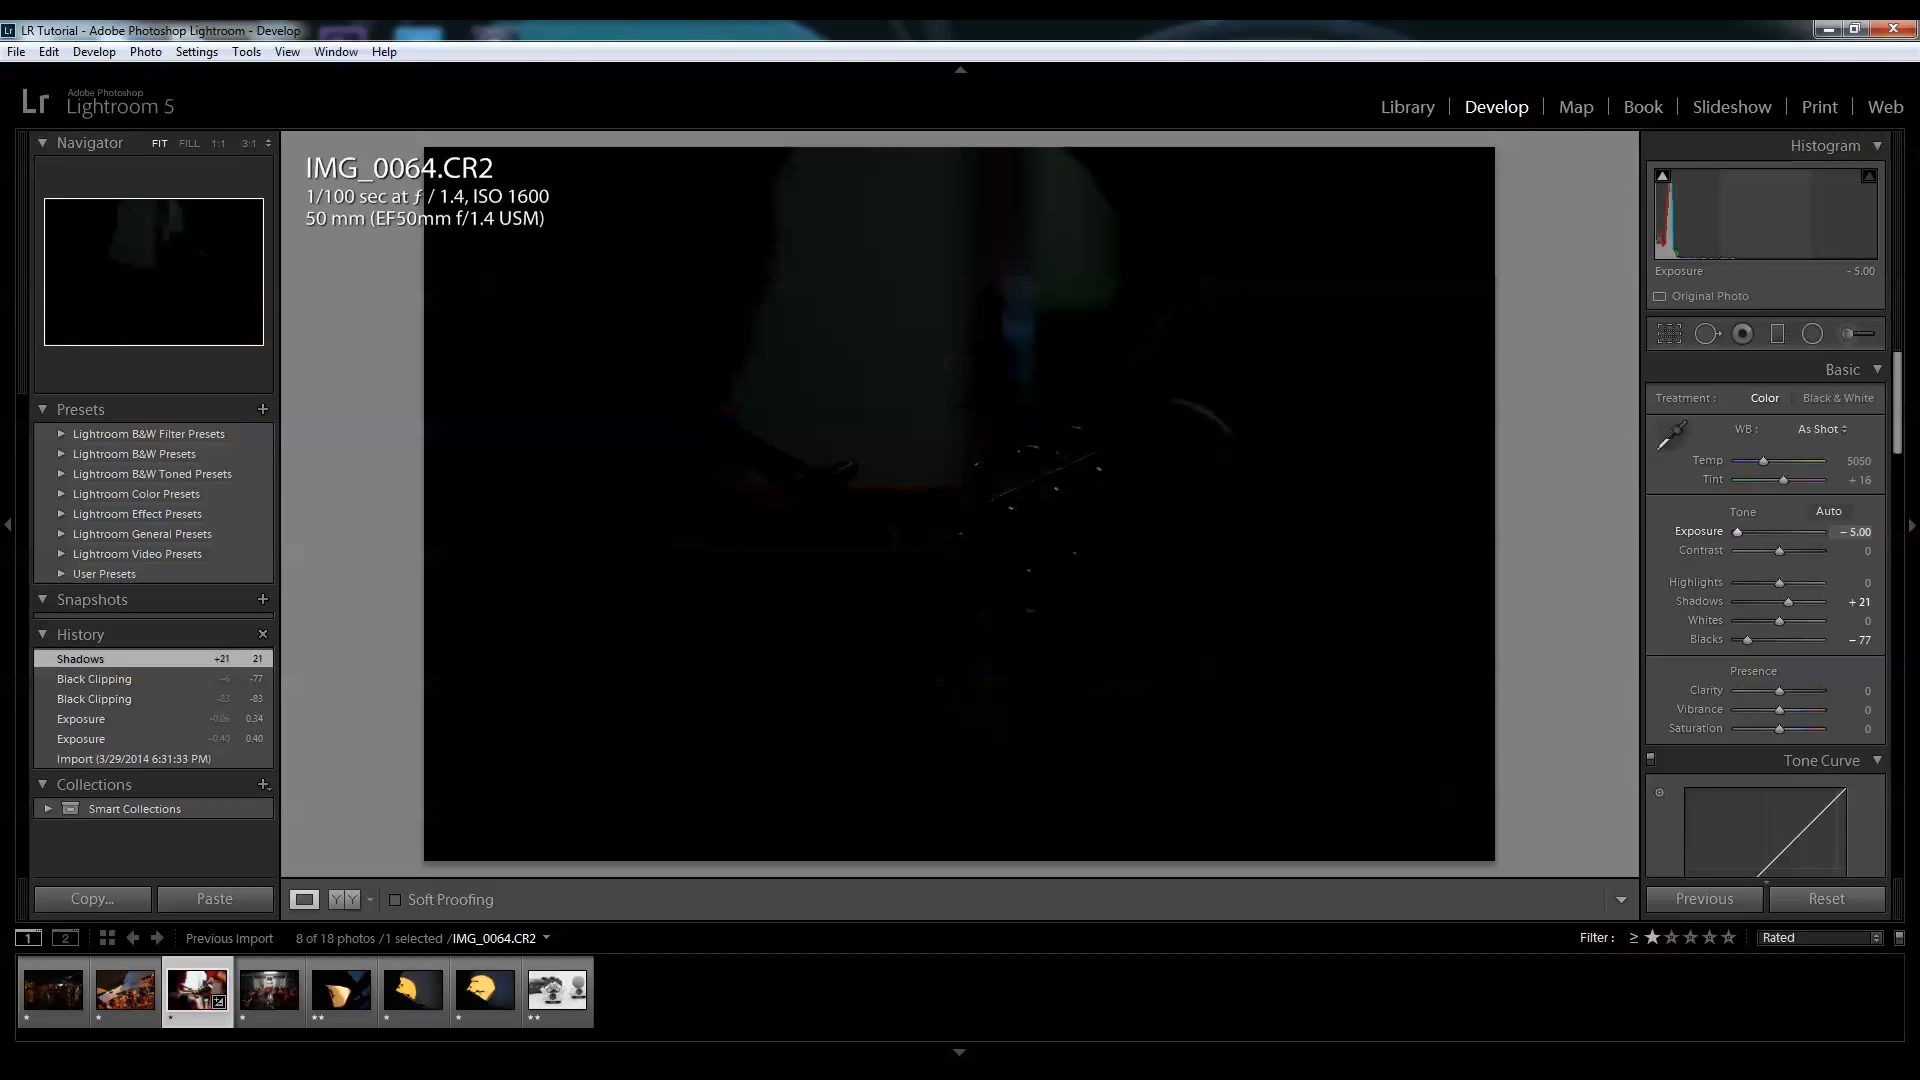 LR Tutorial - Adobe Photoshop Lightroom - Develop
File Edit Develop Photo Settings Tools View Window Help
Lr Adobe Photoshop
Lightroom 5
Library Develop Map Book Slideshow Print Web
Navigator FIT FILL 1:1 3:1
IMG_0064.CR2
1/100 sec at ƒ / 1.4, ISO 1600
50 mm (EF50mm f/1.4 USM)
Presets
Lightroom B&W Filter Presets
Lightroom B&W Presets
Lightroom B&W Toned Presets
Lightroom Color Presets
Lightroom Effect Presets
Lightroom General Presets
Lightroom Video Presets
User Presets
Snapshots
History
Shadows +21 21
Black Clipping -6 -77
Black Clipping -83 -83
Exposure -0.06 0.34
Exposure -0.40 0.40
Import (3/29/2014 6:31:33 PM)
Collections
Smart Collections
Copy... Paste
Soft Proofing
Histogram
Exposure - 5.00
Original Photo
Basic
Treatment : Color Black & White
WB : As Shot
Temp 5050
Tint + 16
Tone Auto
Exposure - 5.00
Contrast 0
Highlights 0
Shadows + 21
Whites 0
Blacks - 77
Presence
Clarity 0
Vibrance 0
Saturation 0
Tone Curve
Previous Reset
1 2 Previous Import 8 of 18 photos /1 selected /IMG_0064.CR2 Filter : ≥ Rated